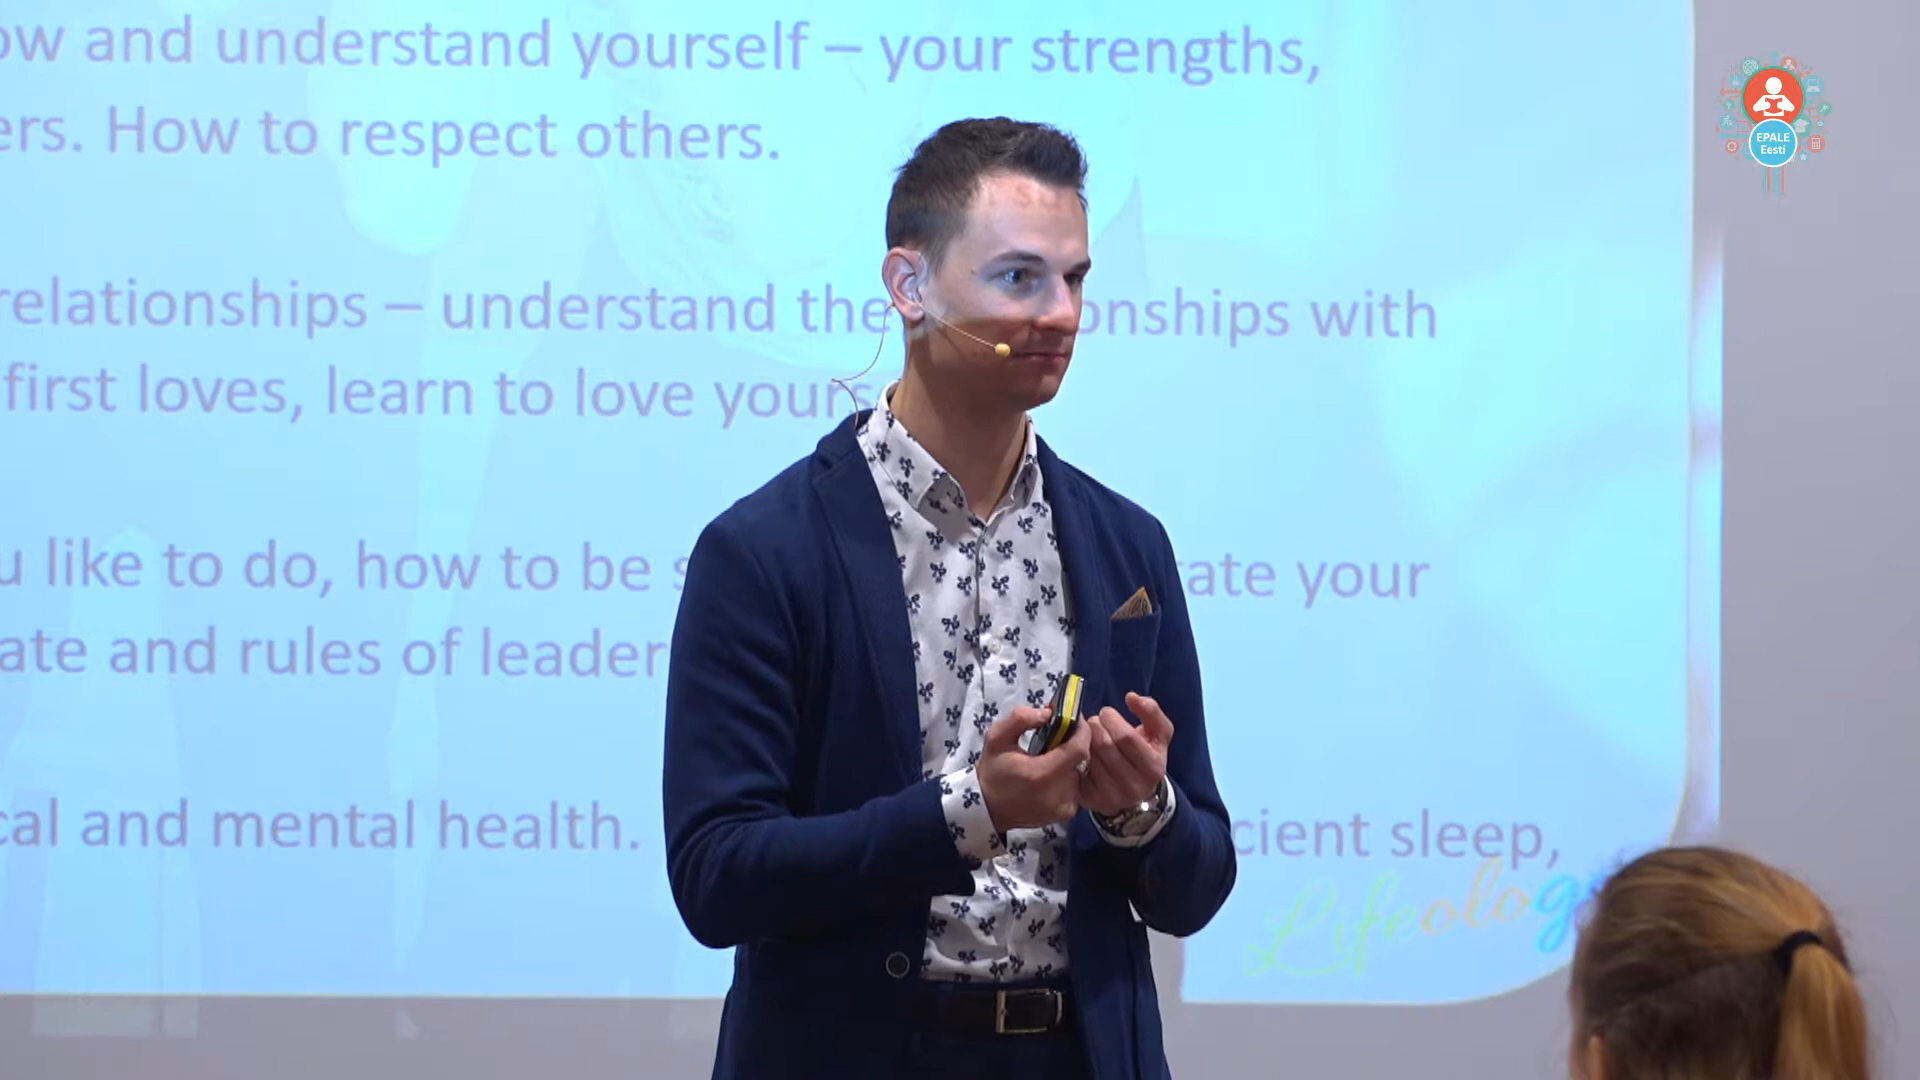 ow and understand yourself – your strengths,
ers. How to respect others.
relationships – understand the onships with
first loves, learn to love yours
u like to do, how to be s ate your
ate and rules of leader
cal and mental health. cient sleep,
Lifeolog
EPALE
Eesti